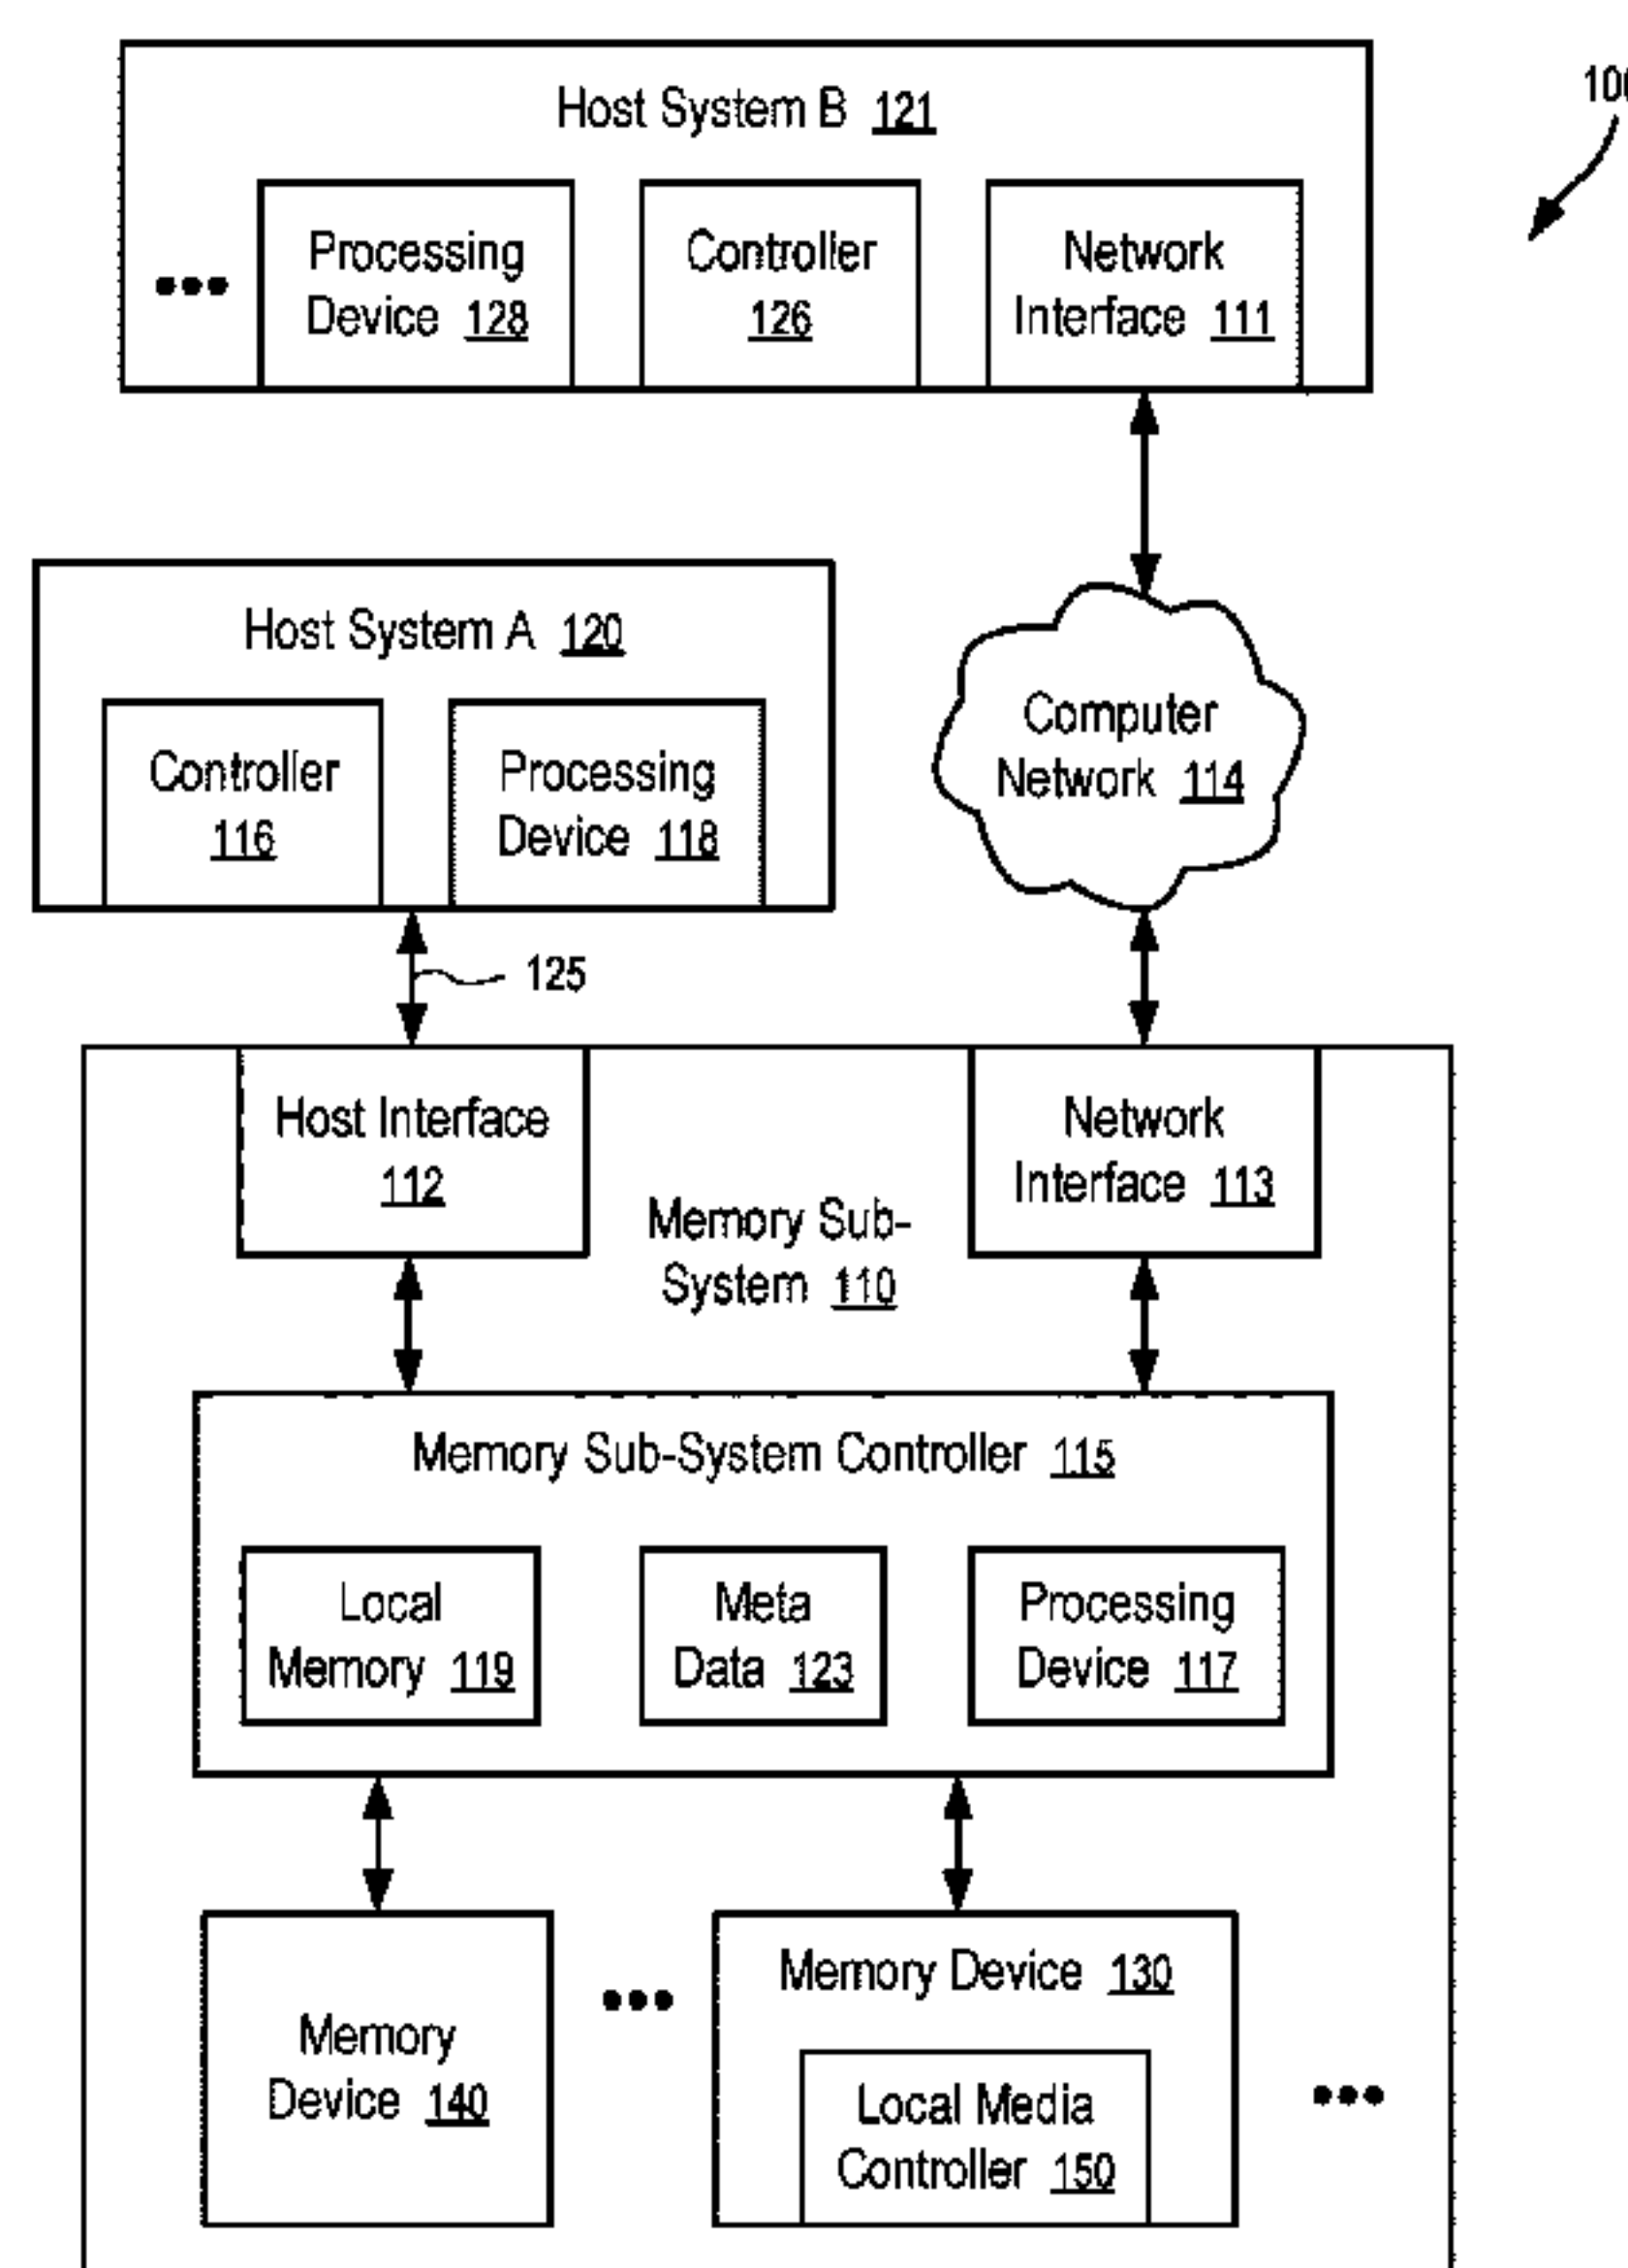 Host System B 121
100
Processing
Device 128
Controller
126
Network
Interface 111
Host System A 120
Controller
116
Processing
Device 118
Computer
Network 114
125
Host Interface
112
Network
Interface 113
Memory Sub-
System 110
Memory Sub-System Controller 115
Local
Memory 119
Meta
Data 123
Processing
Device 117
Memory
Device 140
Memory Device 130
Local Media
Controller 150